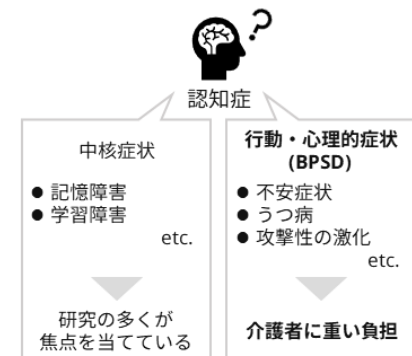 ?
認知症
中核症状
● 記憶障害
● 学習障害
etc.
研究の多くが
焦点を当てている
行動・心理的症状
(BPSD)
● 不安症状
● うつ病
● 攻撃性の激化
etc.
介護者に重い負担